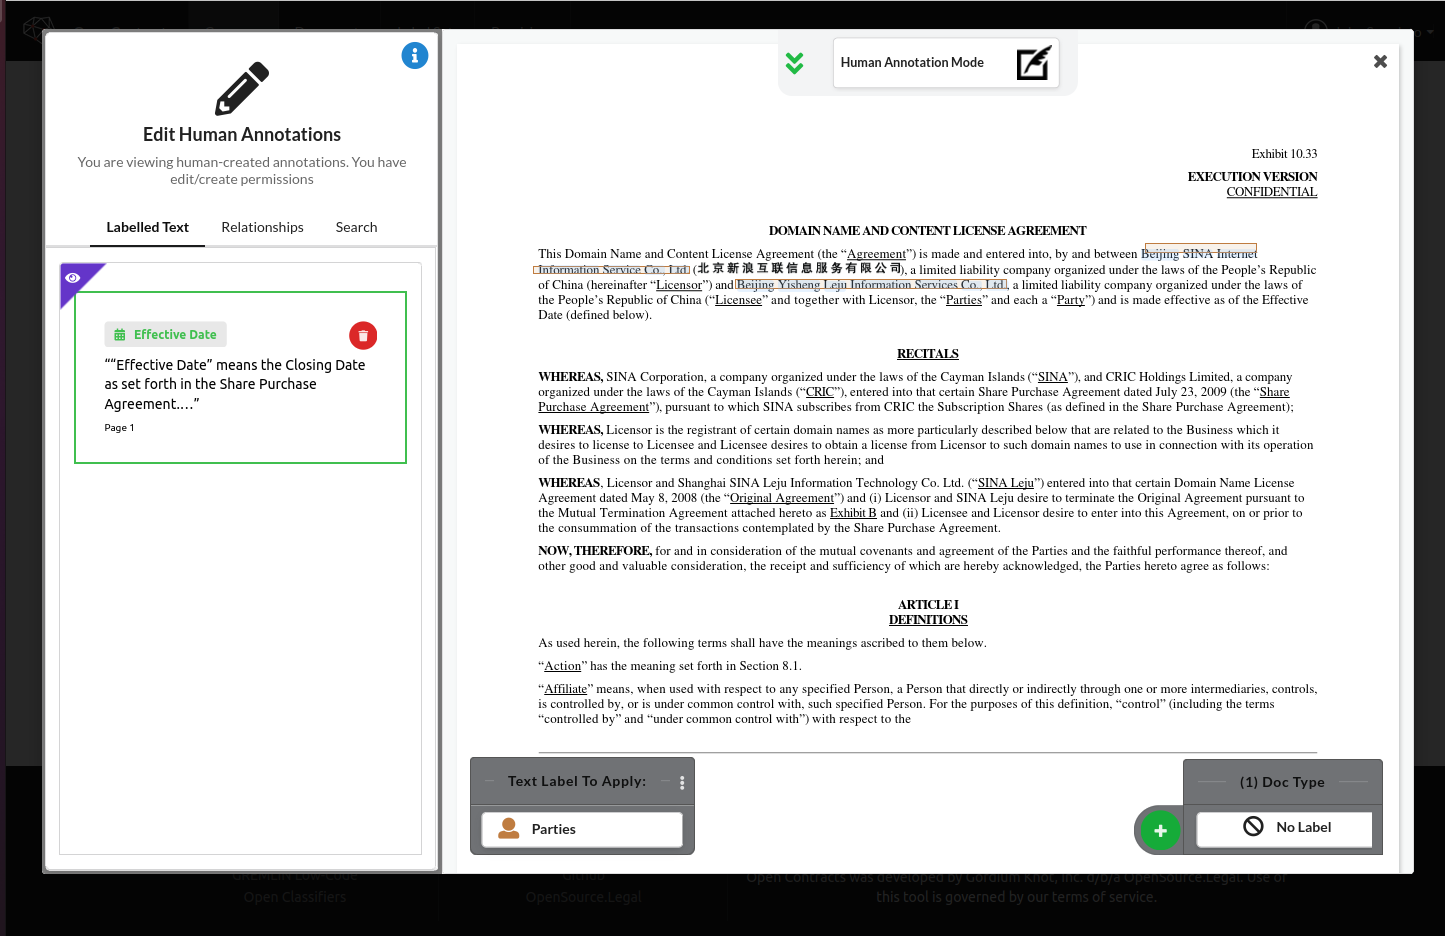 Edit Human Annotations
You are viewing human-created annotations. You have
edit/create permissions
Labelled Text Relationships Search
Effective Date
““Effective Date” means the Closing Date
as set forth in the Share Purchase
Agreement.…”
Page 1
Human Annotation Mode
Exhibit 10.33
EXECUTION VERSION
CONFIDENTIAL
DOMAIN NAME AND CONTENT LICENSE AGREEMENT
This Domain Name and Content License Agreement (the “Agreement”) is made and entered into, by and between Beijing SINA Internet
Information Service Co., Ltd. (北京新浪互联信息服务有限公司), a limited liability company organized under the laws of the People’s Republic
of China (hereinafter “Licensor”) and Beijing Yisheng Leju Information Services Co., Ltd., a limited liability company organized under the laws of
the People’s Republic of China (“Licensee” and together with Licensor, the “Parties” and each a “Party”) and is made effective as of the Effective
Date (defined below).
RECITALS
WHEREAS, SINA Corporation, a company organized under the laws of the Cayman Islands (“SINA”), and CRIC Holdings Limited, a company
organized under the laws of the Cayman Islands (“CRIC”), entered into that certain Share Purchase Agreement dated July 23, 2009 (the “Share
Purchase Agreement”), pursuant to which SINA subscribes from CRIC the Subscription Shares (as defined in the Share Purchase Agreement);
WHEREAS, Licensor is the registrant of certain domain names as more particularly described below that are related to the Business which it
desires to license to Licensee and Licensee desires to obtain a license from Licensor to such domain names to use in connection with its operation
of the Business on the terms and conditions set forth herein; and
WHEREAS, Licensor and Shanghai SINA Leju Information Technology Co. Ltd. (“SINA Leju”) entered into that certain Domain Name License
Agreement dated May 8, 2008 (the “Original Agreement”) and (i) Licensor and SINA Leju desire to terminate the Original Agreement pursuant to
the Mutual Termination Agreement attached hereto as Exhibit B and (ii) Licensee and Licensor desire to enter into this Agreement, on or prior to
the consummation of the transactions contemplated by the Share Purchase Agreement.
NOW, THEREFORE, for and in consideration of the mutual covenants and agreement of the Parties and the faithful performance thereof, and
other good and valuable consideration, the receipt and sufficiency of which are hereby acknowledged, the Parties hereto agree as follows:
ARTICLE I
DEFINITIONS
As used herein, the following terms shall have the meanings ascribed to them below.
“Action” has the meaning set forth in Section 8.1.
“Affiliate” means, when used with respect to any specified Person, a Person that directly or indirectly through one or more intermediaries, controls,
is controlled by, or is under common control with, such specified Person. For the purposes of this definition, “control” (including the terms
“controlled by” and “under common control with”) with respect to the
Text Label To Apply:
Parties
(1) Doc Type
No Label
GREMLIN Low-Code
Open Classifiers
Github
OpenSource.Legal
Open Contracts was developed by Gordium Knot, Inc. d/b/a OpenSource.Legal. Use of
this tool is governed by our terms of service.